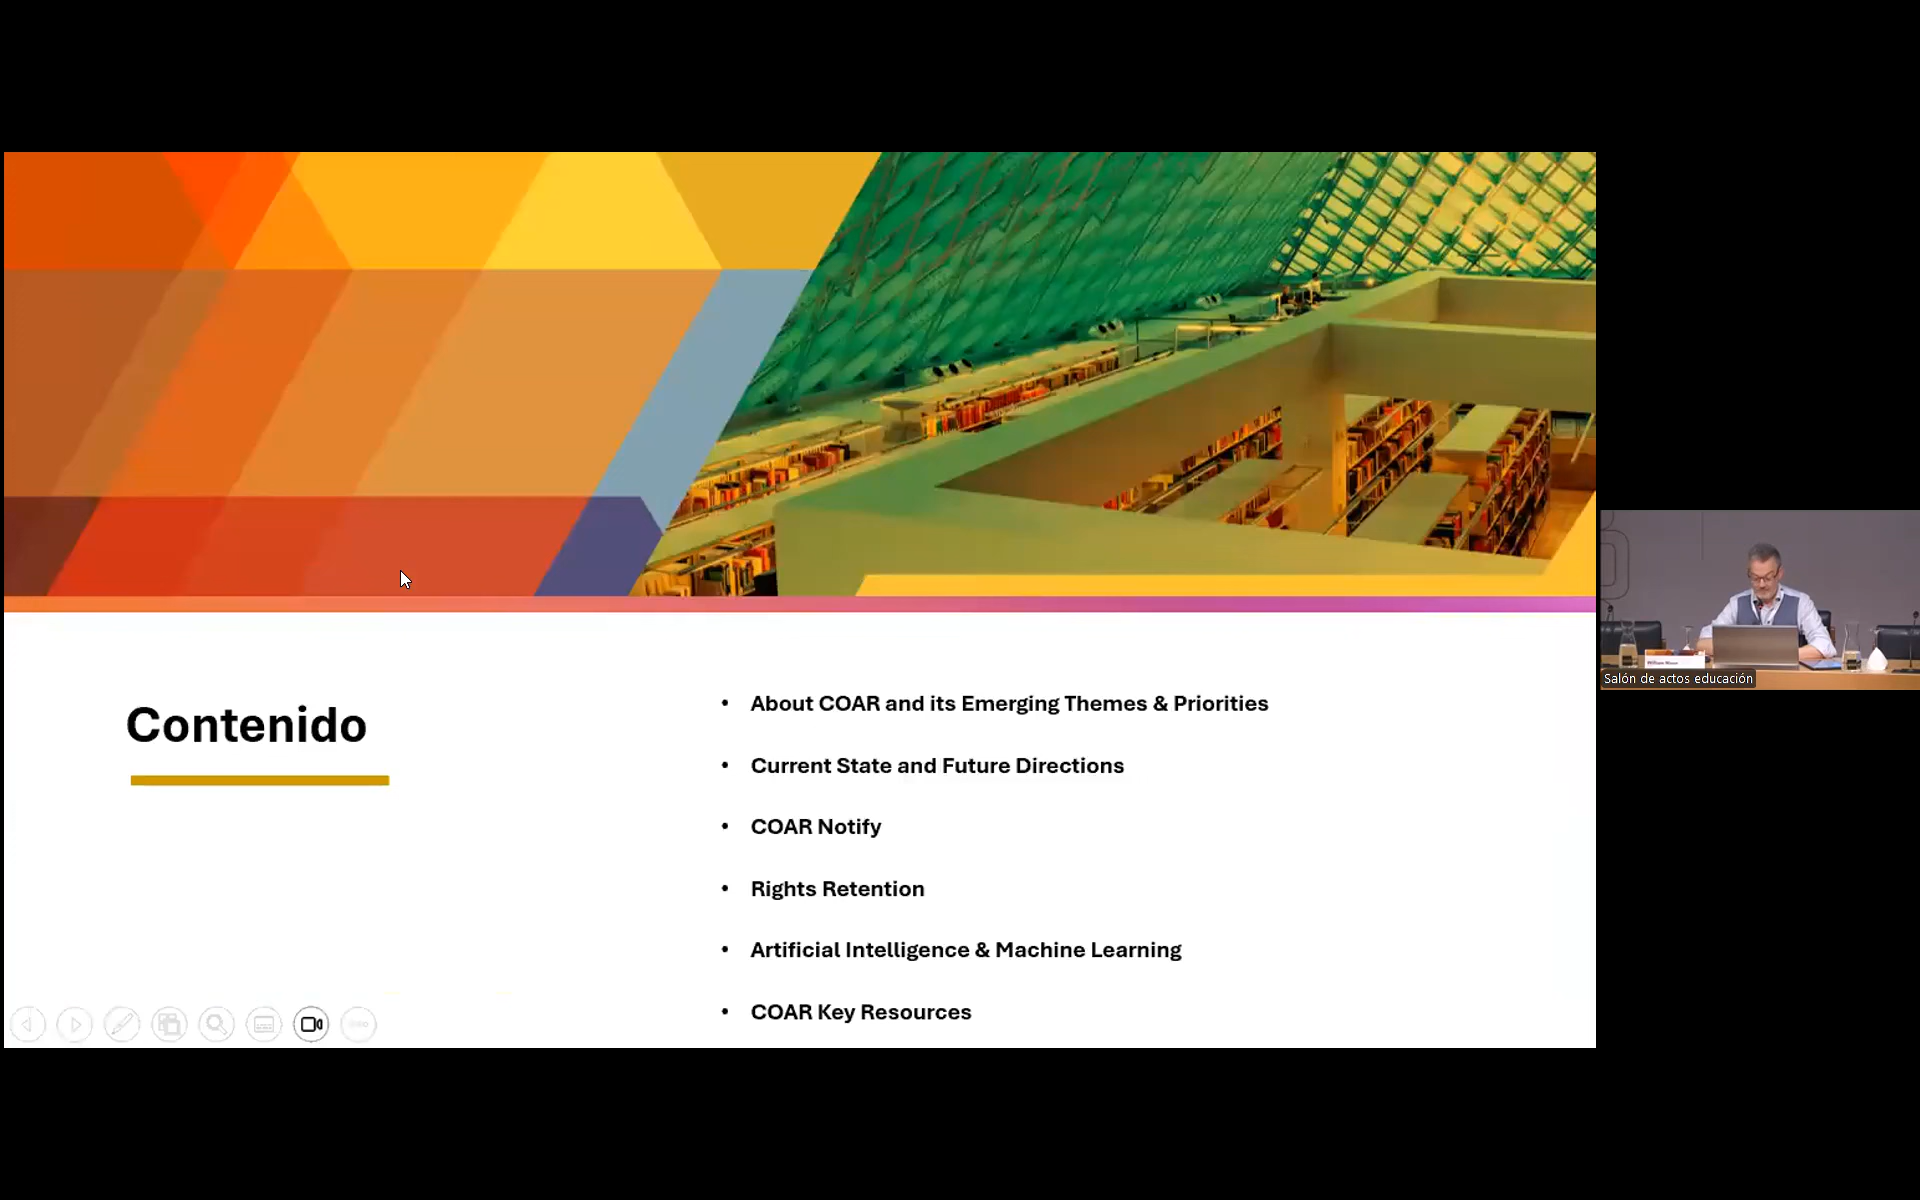 Contenido
• About COAR and its Emerging Themes & Priorities
• Current State and Future Directions
• COAR Notify
• Rights Retention
• Artificial Intelligence & Machine Learning
• COAR Key Resources
Salón de actos educación